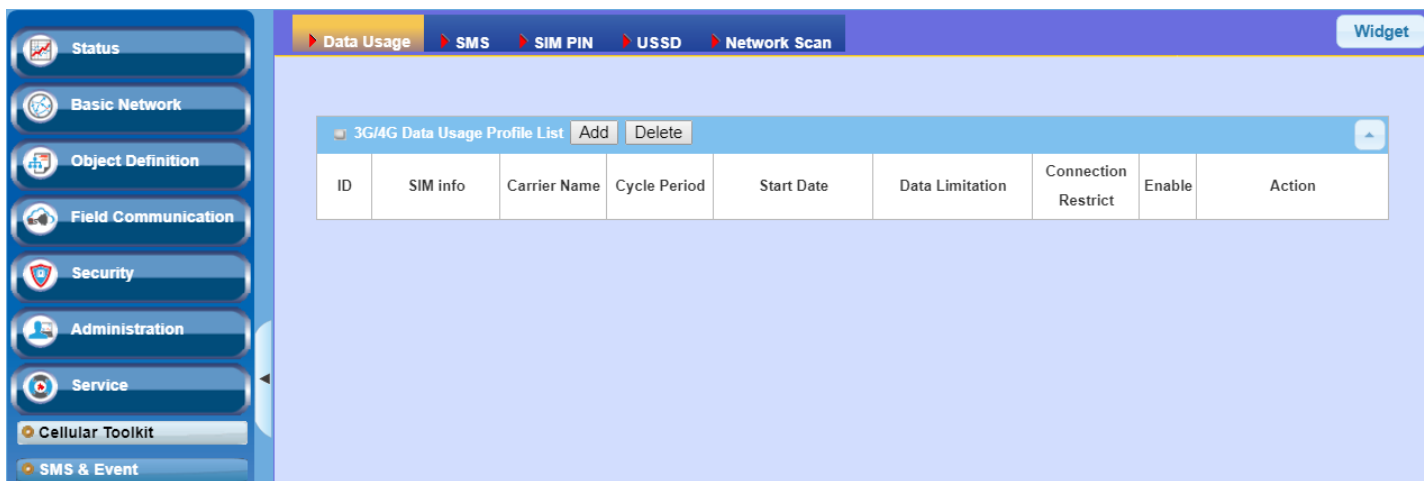 Status
Basic Network
Object Definition
Field Communication
Security
Administration
Service
Cellular Toolkit
SMS & Event
Data Usage SMS SIM PIN USSD Network Scan
Widget
3G/4G Data Usage Profile List Add Delete
ID SIM info Carrier Name Cycle Period Start Date Data Limitation Connection Restrict Enable Action